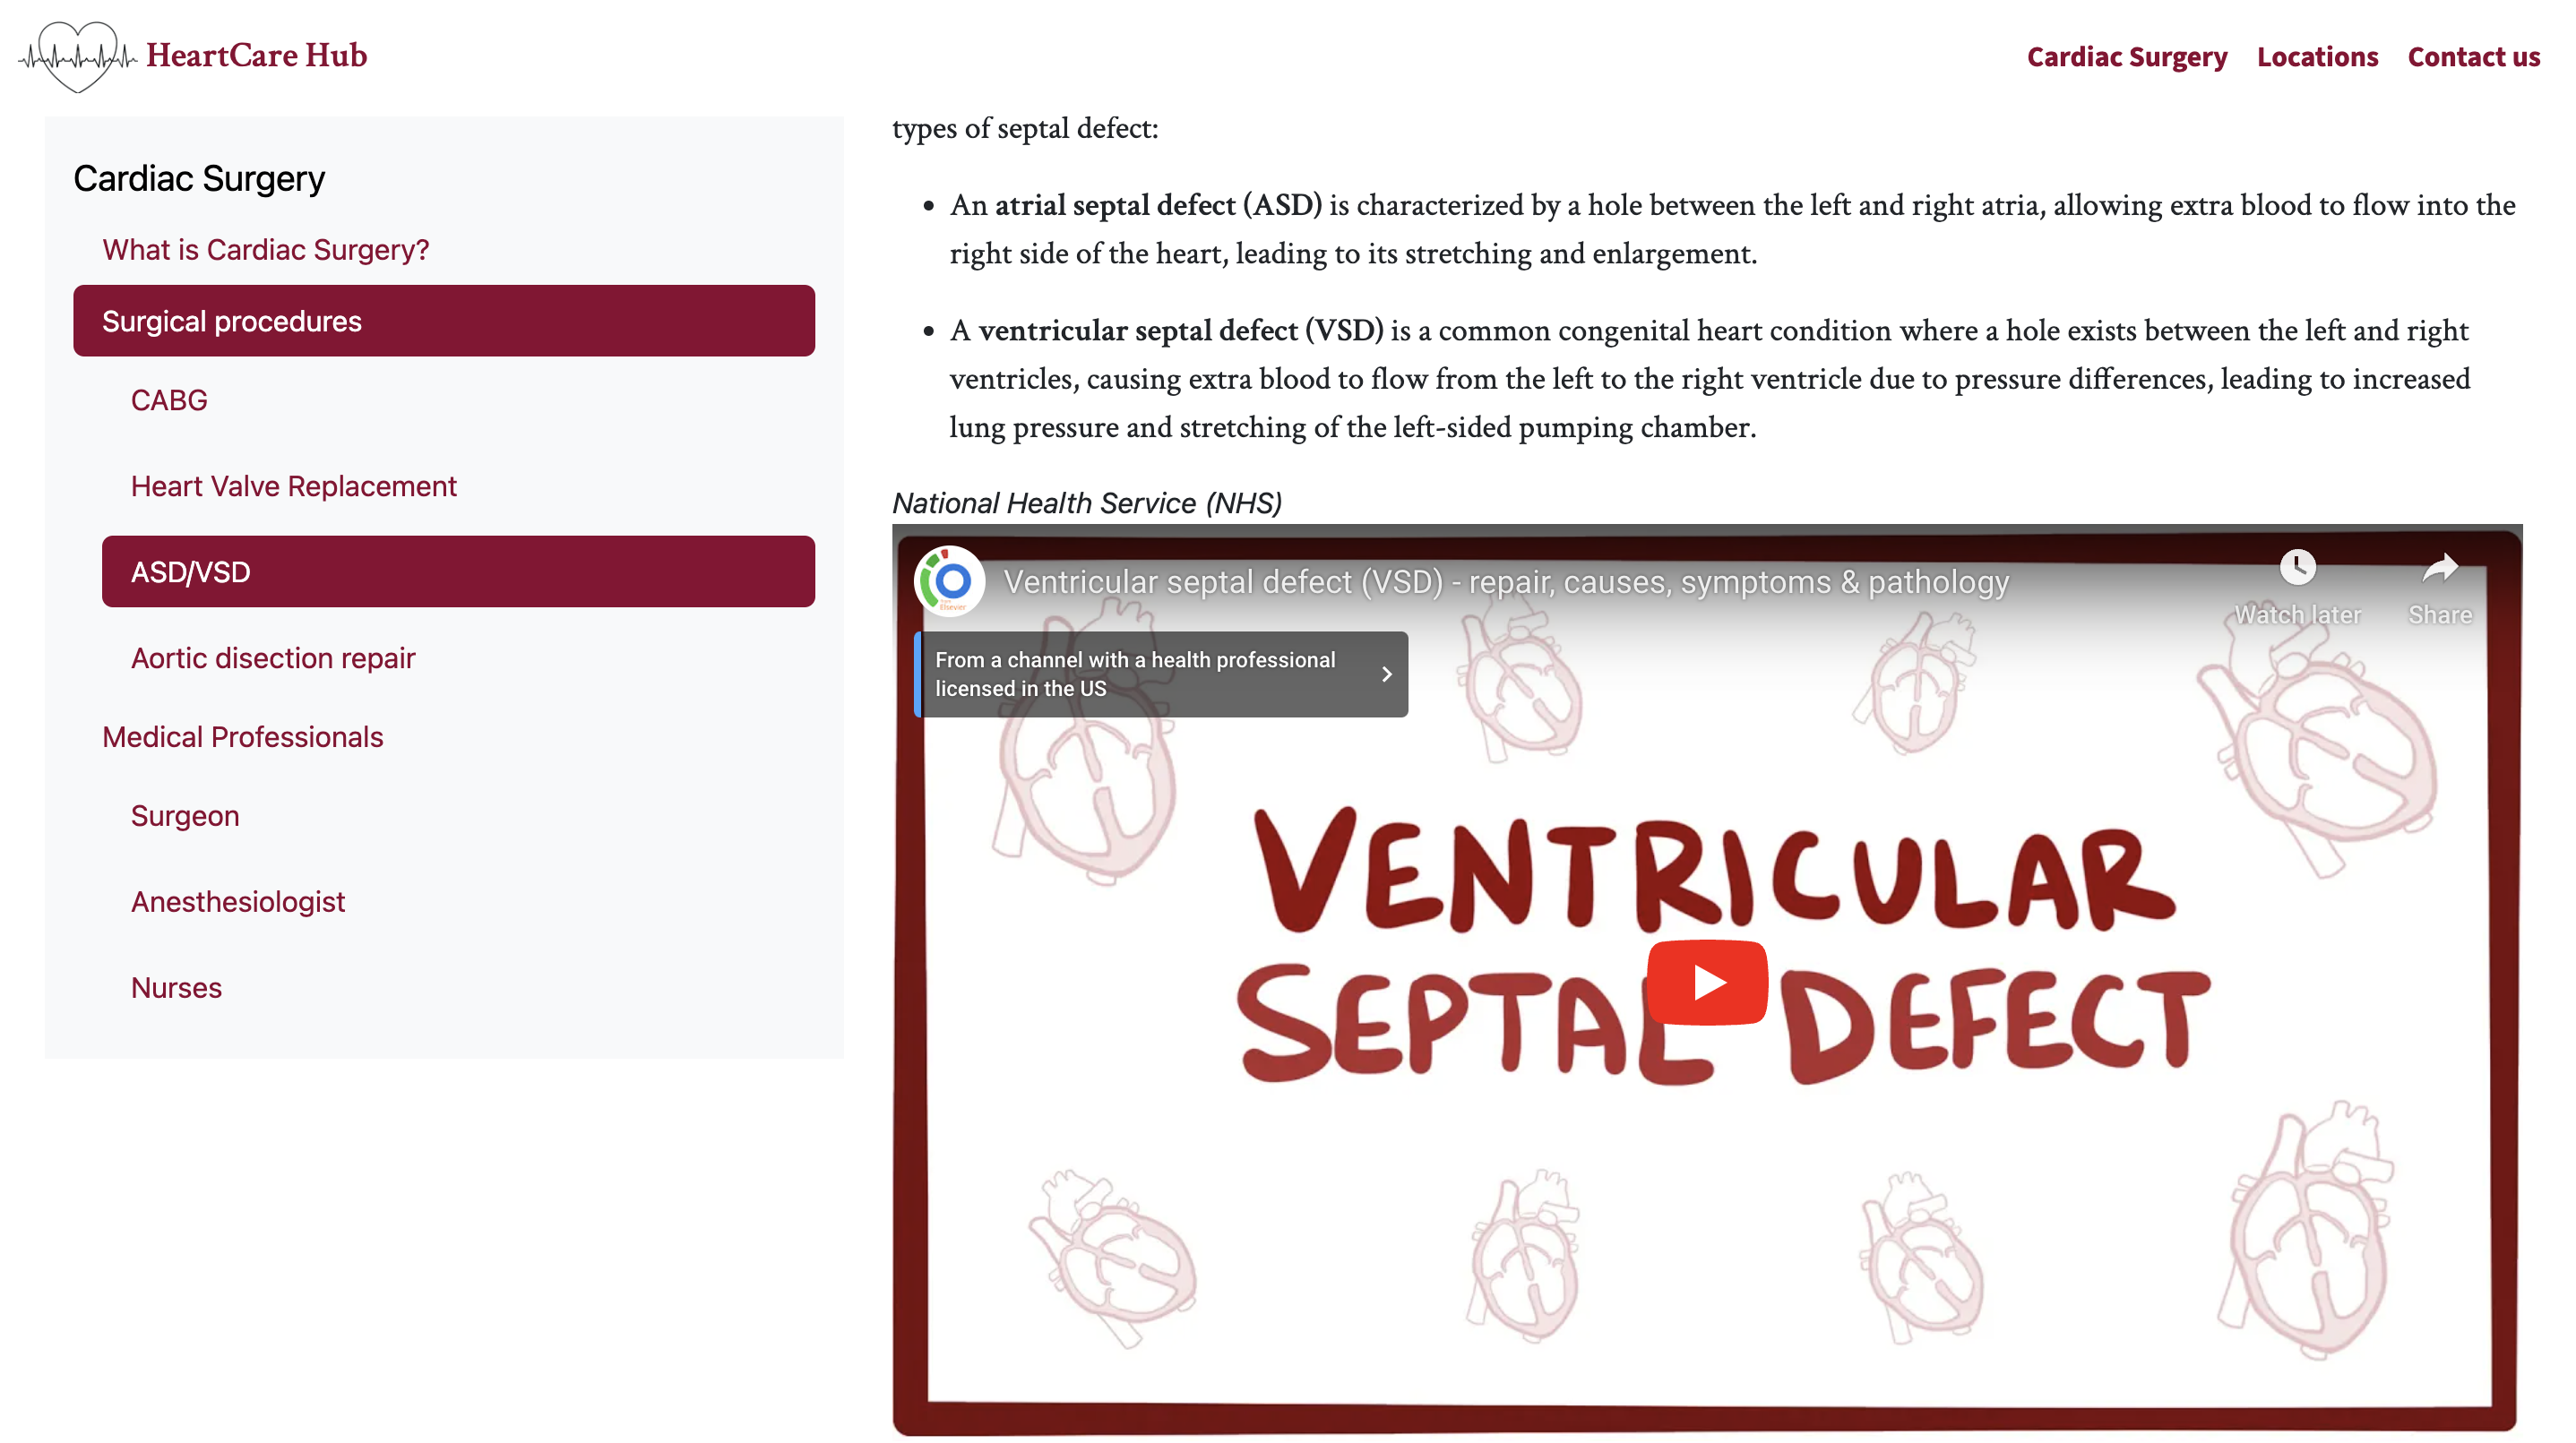 HeartCare Hub
Cardiac Surgery Locations Contact us
Cardiac Surgery
What is Cardiac Surgery?
Surgical procedures
CABG
Heart Valve Replacement
ASD/VSD
Aortic disection repair
Medical Professionals
Surgeon
Anesthesiologist
Nurses
types of septal defect:
• An atrial septal defect (ASD) is characterized by a hole between the left and right atria, allowing extra blood to flow into the
right side of the heart, leading to its stretching and enlargement.
• A ventricular septal defect (VSD) is a common congenital heart condition where a hole exists between the left and right
ventricles, causing extra blood to flow from the left to the right ventricle due to pressure differences, leading to increased
lung pressure and stretching of the left-sided pumping chamber.
National Health Service (NHS)
Elsevier
Ventricular septal defect (VSD) - repair, causes, symptoms & pathology
Watch later
Share
From a channel with a health professional
licensed in the US
VENTRICULAR
SEPTAL DEFECT